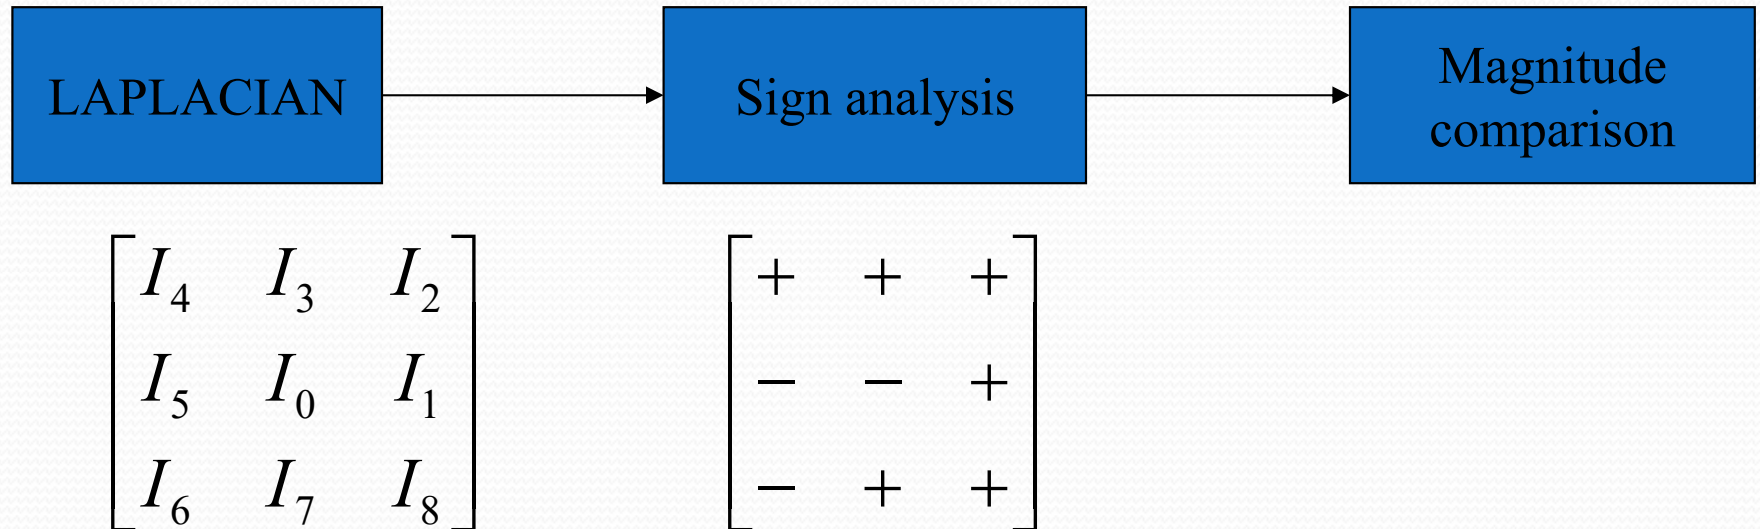 LAPLACIAN
Sign analysis
Magnitude
comparison
I₄ I₃ I₂
I₅ I₀ I₁
I₆ I₇ I₈
+ + +
− − +
− + +